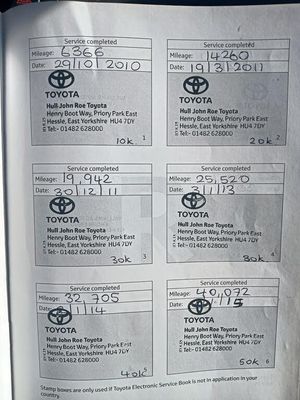 Service completed
Mileage: 6366
Date: 29/10/2010
TOYOTA
Hull John Roe Toyota
Henry Boot Way, Priory Park East
Hessle, East Yorkshire HU4 7DY
Tel:- 01482 628000
10k 1
Service completed
Mileage: 14260
Date: 19/3/2011
TOYOTA
Hull John Roe Toyota
Henry Boot Way, Priory Park East
Hessle, East Yorkshire HU4 7DY
Tel:- 01482 628000
20k 2
Service completed
Mileage: 19,942
Date: 30/12/11
TOYOTA
Hull John Roe Toyota
Henry Boot Way, Priory Park East
Hessle, East Yorkshire HU4 7DY
Tel:- 01482 628000
30k 3
Service completed
Mileage: 25,520
Date: 3/1/13
TOYOTA
Hull John Roe Toyota
Henry Boot Way, Priory Park East
Hessle, East Yorkshire HU4 7DY
Tel:- 01482 628000
4
Service completed
Mileage: 32,705
Date: /1/14
TOYOTA
Hull John Roe Toyota
Henry Boot Way, Priory Park East
Hessle, East Yorkshire HU4 7DY
Tel:- 01482 628000
40k 5
Service completed
Mileage: 40,072
Date:
TOYOTA
Hull John Roe Toyota
Henry Boot Way, Priory Park East
Hessle, East Yorkshire HU4 7DY
Tel:- 01482 628000
50k 6
Stamp boxes are only used if Toyota Electronic Service Book is not in application in your
country.